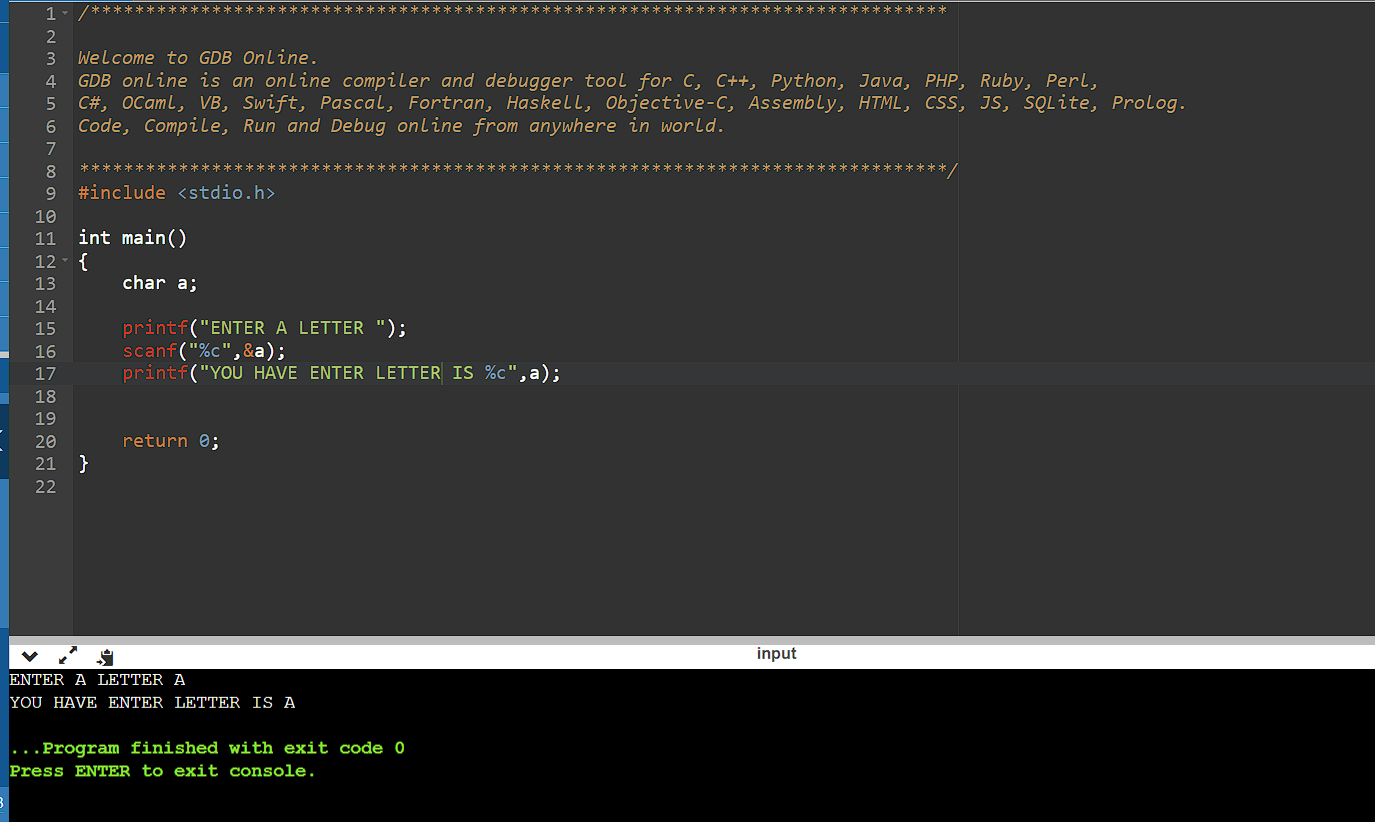 1 /******************************************************************************
2
3 Welcome to GDB Online.
4 GDB online is an online compiler and debugger tool for C, C++, Python, Java, PHP, Ruby, Perl,
5 C#, OCaml, VB, Swift, Pascal, Fortran, Haskell, Objective-C, Assembly, HTML, CSS, JS, SQLite, Prolog.
6 Code, Compile, Run and Debug online from anywhere in world.
7
8 *******************************************************************************/
9 #include <stdio.h>
10
11 int main()
12 {
13     char a;
14
15     printf("ENTER A LETTER ");
16     scanf("%c",&a);
17     printf("YOU HAVE ENTER LETTER IS %c",a);
18
19
20     return 0;
21 }
22
input
ENTER A LETTER A
YOU HAVE ENTER LETTER IS A

...Program finished with exit code 0
Press ENTER to exit console.